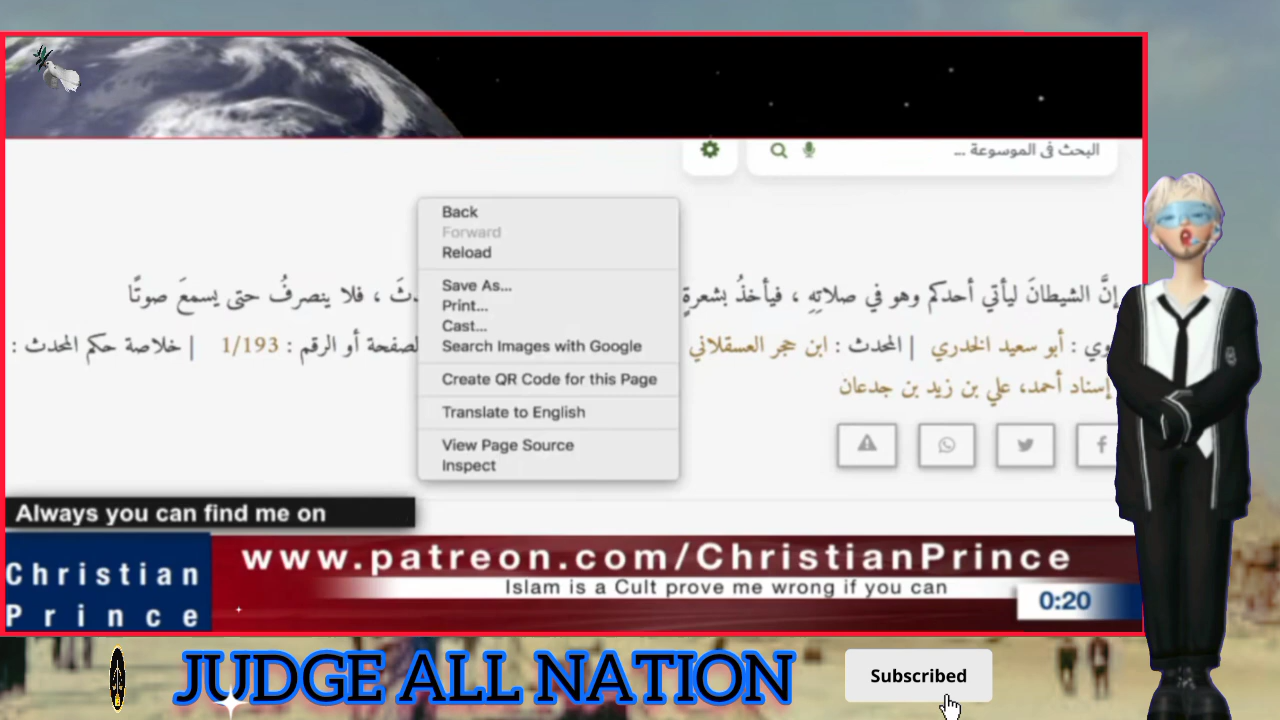 البحث في الموسوعة ...
Back
Forward
Reload
Save As...
Print...
Cast...
Search Images with Google
Create QR Code for this Page
Translate to English
View Page Source
Inspect
إنَّ الشيطانَ ليأتي أحدكم وهو في صلاتِهِ ، فيأخذُ بشعرةٍ ، فلا ينصرفُ حتى يسمعَ صوتًا
: أبو سعيد الخدري | المحدث : ابن حجر العسقلاني أو الرقم : 1/193 | خلاصة حكم المحدث :
إسناد أحمد، علي بن زيد بن جدعان
Always you can find me on
Christian
Prince
www.patreon.com/ChristianPrince
Islam is a Cult prove me wrong if you can
0:20
JUDGE ALL NATION
Subscribed